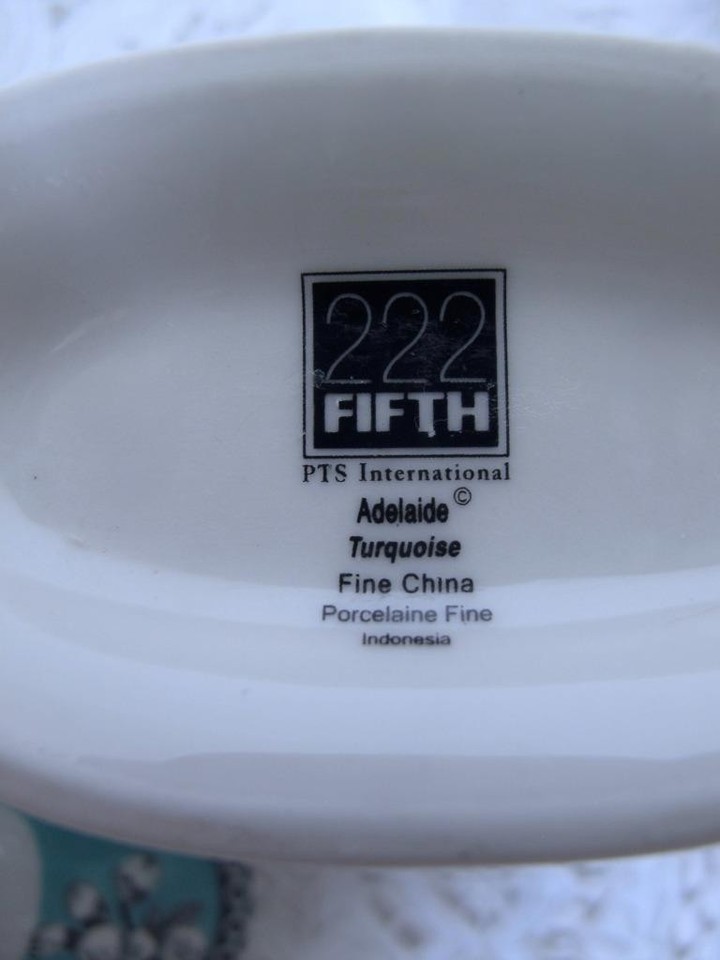 222
FIFTH
PTS International
Adelaide ©
Turquoise
Fine China
Porcelaine Fine
Indonesia